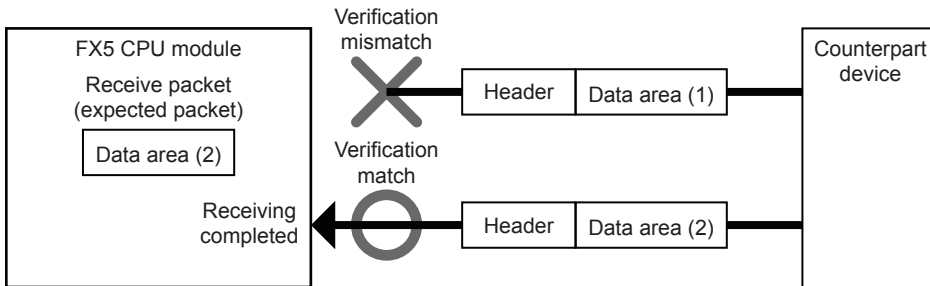 FX5 CPU module
Receive packet
(expected packet)
Data area (2)
Receiving
completed
Verification
mismatch
Header
Data area (1)
Verification
match
Header
Data area (2)
Counterpart
device